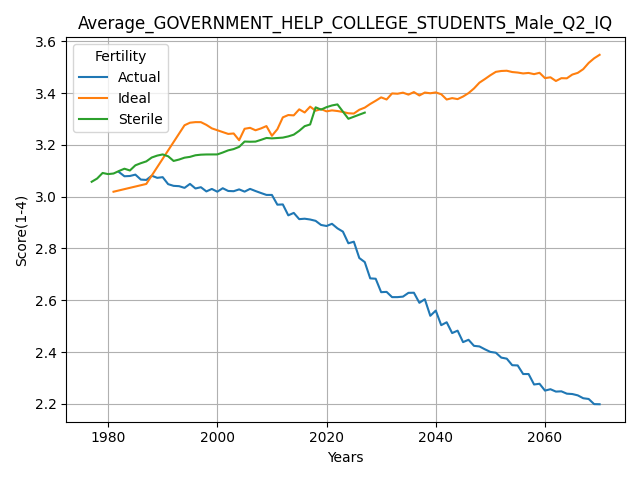 Average_GOVERNMENT_HELP_COLLEGE_STUDENTS_Male_Q2_IQ
3.6
3.4
3.2
3.0
2.8
2.6
2.4
2.2
Score(1-4)
Fertility
Actual
Ideal
Sterile
1980
2000
2020
2040
2060
Years